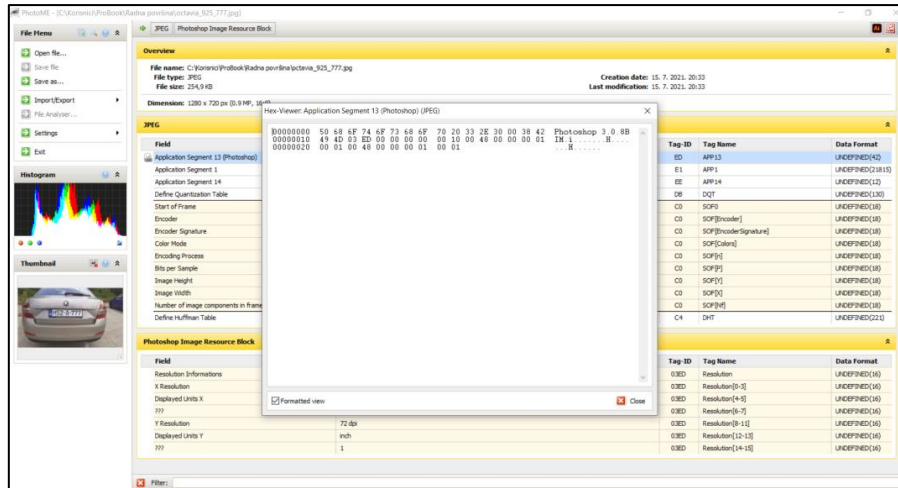 PhotoME - [C:\Korisnici\ProBook\Radna površina\octavia_925_777.jpg]
File Menu
Open file...
Save file
Save as...
Import/Export
File Analyser...
Settings
Exit
Histogram
Thumbnail
JPEG Photoshop Image Resource Block
Overview
File name: C:\Korisnici\ProBook\Radna površina\octavia_925_777.jpg
File type: JPEG
File size: 254,9 KB
Creation date: 15. 7. 2021. 20:33
Last modification: 15. 7. 2021. 20:33
Dimension: 1280 x 720 px (0.9 MP,
Hex-Viewer: Application Segment 13 (Photoshop) (JPEG)
00000000 50 68 6F 74 6F 73 68 6F 70 20 33 2E 30 00 38 42 Photoshop 3.0.8B
00000010 49 4D 03 ED 00 00 00 00 00 10 00 48 00 00 00 01 IM.í.......H....
00000020 00 01 00 48 00 00 00 01 00 01 ...H......
Formatted view
Close
JPEG
Field Tag-ID Tag Name Data Format
Application Segment 13 (Photoshop) ED APP13 UNDEFINED(42)
Application Segment 1 E1 APP1 UNDEFINED(21815)
Application Segment 14 EE APP14 UNDEFINED(12)
Define Quantization Table DB DQT UNDEFINED(130)
Start of Frame C0 SOF0 UNDEFINED(18)
Encoder C0 SOF[Encoder] UNDEFINED(18)
Encoder Signature C0 SOF[EncoderSignature] UNDEFINED(18)
Color Mode C0 SOF[Colors] UNDEFINED(18)
Encoding Process C0 SOF[n] UNDEFINED(18)
Bits per Sample C0 SOF[P] UNDEFINED(18)
Image Height C0 SOF[Y] UNDEFINED(18)
Image Width C0 SOF[X] UNDEFINED(18)
Number of image components in frame C0 SOF[Nf] UNDEFINED(18)
Define Huffman Table C4 DHT UNDEFINED(221)
Photoshop Image Resource Block
Field Tag-ID Tag Name Data Format
Resolution Informations 03ED Resolution UNDEFINED(16)
X Resolution 03ED Resolution[0-3] UNDEFINED(16)
Displayed Units X 03ED Resolution[4-5] UNDEFINED(16)
??? 03ED Resolution[6-7] UNDEFINED(16)
Y Resolution 72 dpi 03ED Resolution[8-11] UNDEFINED(16)
Displayed Units Y inch 03ED Resolution[12-13] UNDEFINED(16)
??? 1 03ED Resolution[14-15] UNDEFINED(16)
Filter: